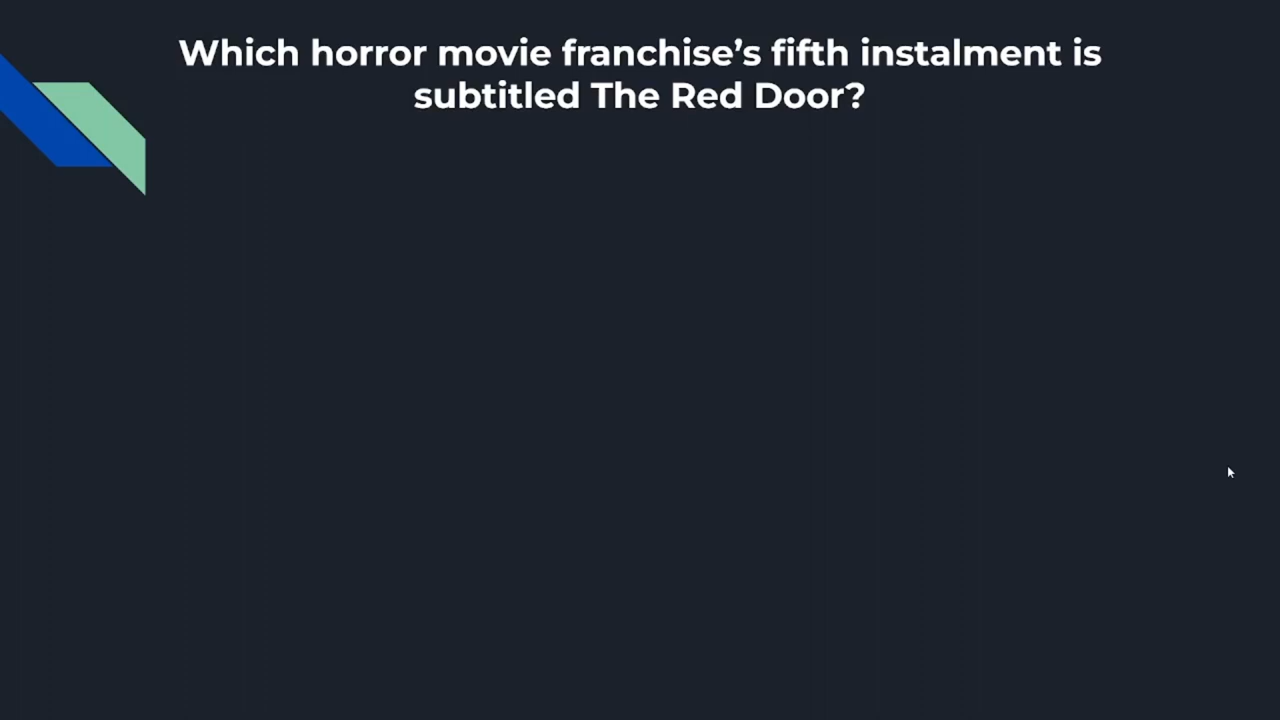 Which horror movie franchise’s fifth instalment is
subtitled The Red Door?